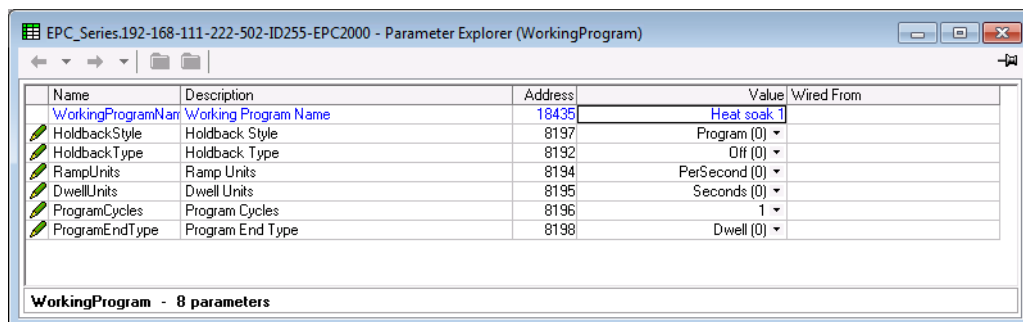 EPC_Series.192-168-111-222-502-ID255-EPC2000 - Parameter Explorer (WorkingProgram)
Name Description Address Value Wired From
WorkingProgramNam Working Program Name 18435 Heat soak 1
HoldbackStyle Holdback Style 8197 Program (0)
HoldbackType Holdback Type 8192 Off (0)
RampUnits Ramp Units 8194 PerSecond (0)
DwellUnits Dwell Units 8195 Seconds (0)
ProgramCycles Program Cycles 8196 1
ProgramEndType Program End Type 8198 Dwell (0)
WorkingProgram - 8 parameters